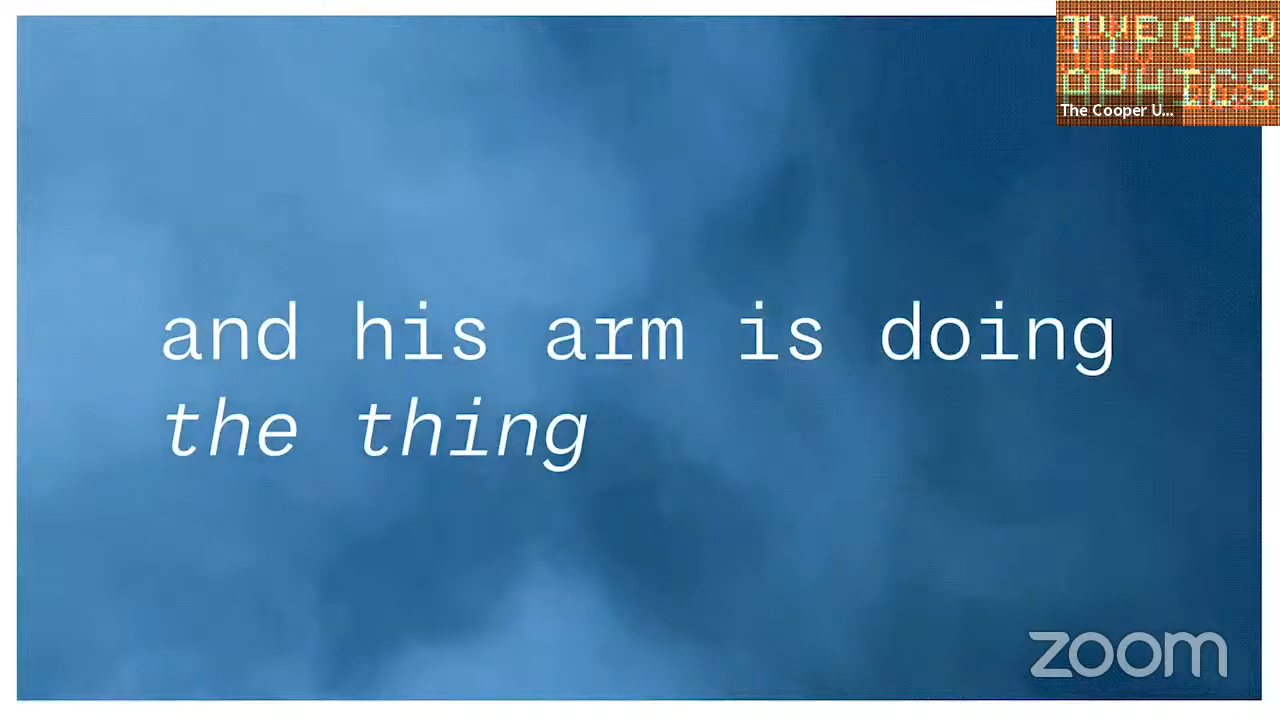 TYPOGR
APHICS
The Cooper U...
and his arm is doing
the thing
zoom